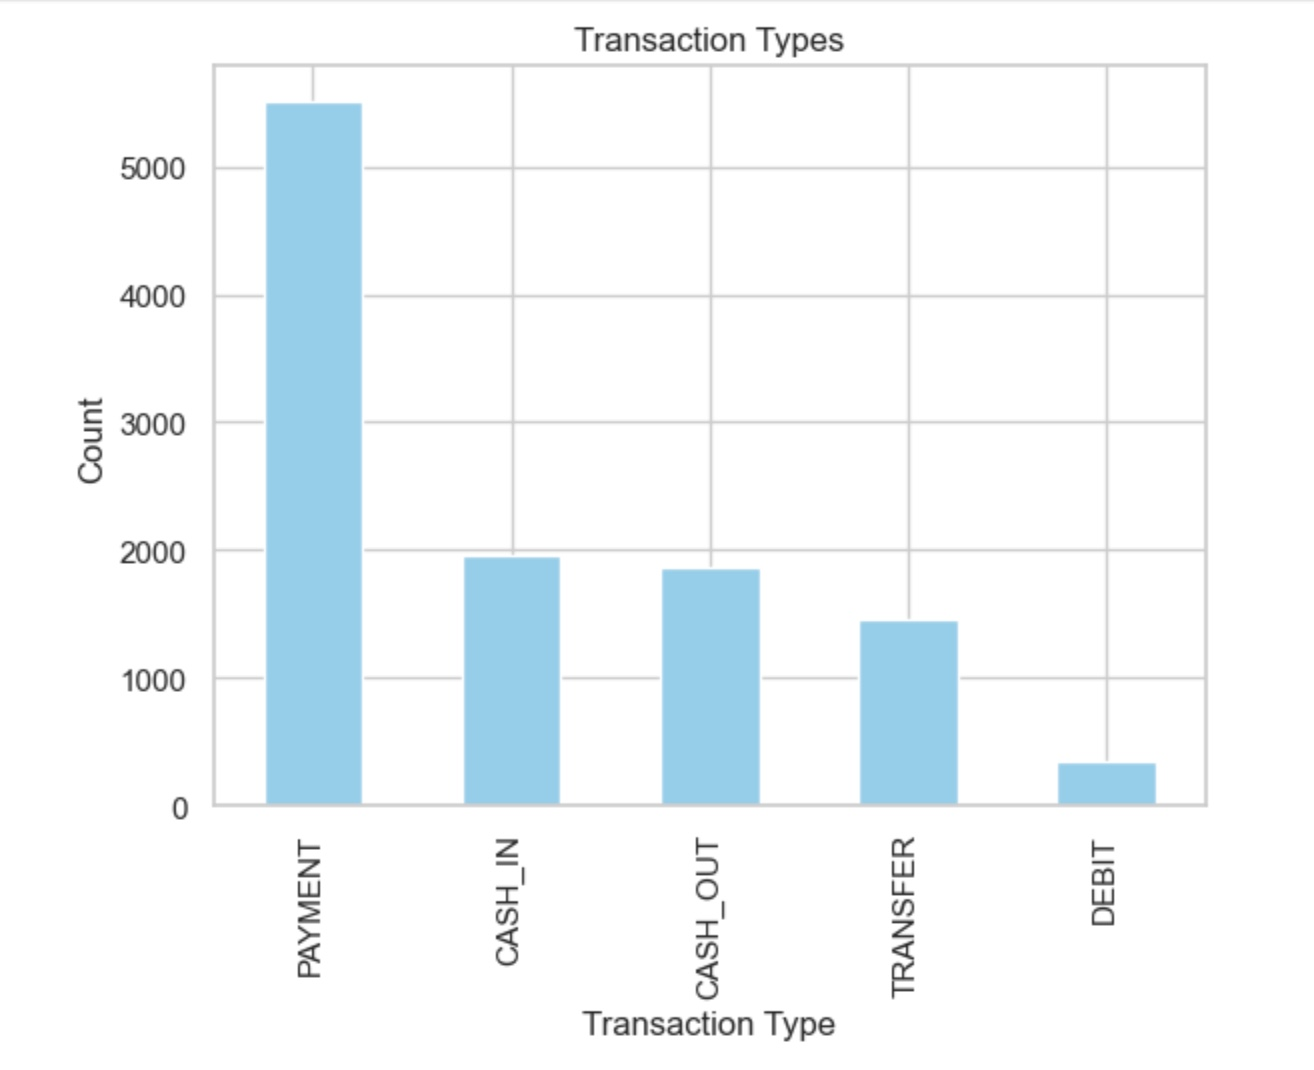 Transaction Types
5000
4000
3000
2000
1000
0
Count
PAYMENT
CASH_IN
CASH_OUT
TRANSFER
DEBIT
Transaction Type